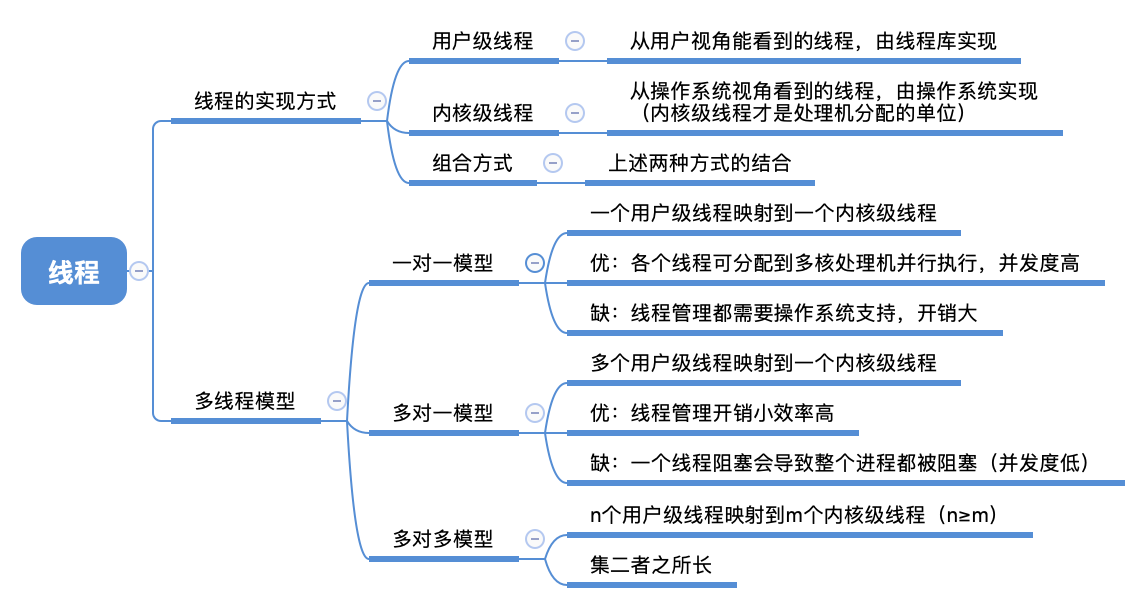 线程
线程的实现方式
用户级线程
从用户视角能看到的线程，由线程库实现
内核级线程
从操作系统视角看到的线程，由操作系统实现
（内核级线程才是处理机分配的单位）
组合方式
上述两种方式的结合
多线程模型
一对一模型
一个用户级线程映射到一个内核级线程
优：各个线程可分配到多核处理机并行执行，并发度高
缺：线程管理都需要操作系统支持，开销大
多对一模型
多个用户级线程映射到一个内核级线程
优：线程管理开销小效率高
缺：一个线程阻塞会导致整个进程都被阻塞（并发度低）
多对多模型
n个用户级线程映射到m个内核级线程（n≥m）
集二者之所长